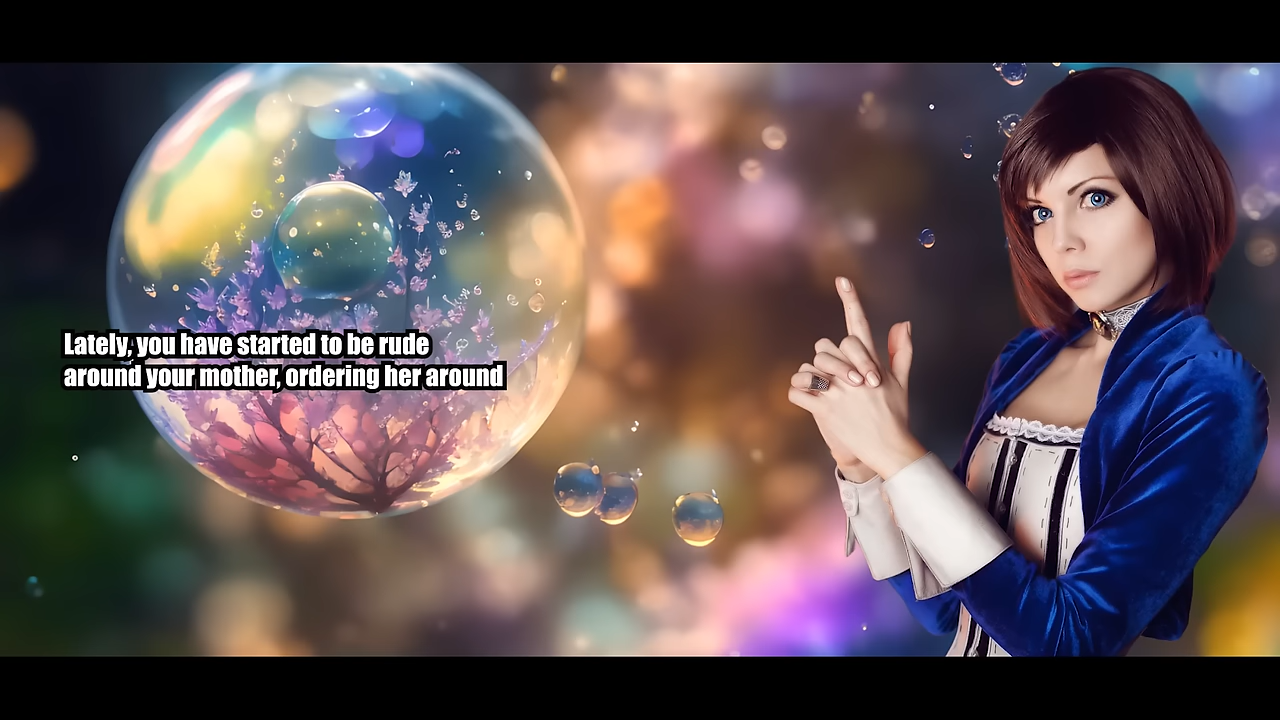 Lately, you have started to be rude
around your mother, ordering her around